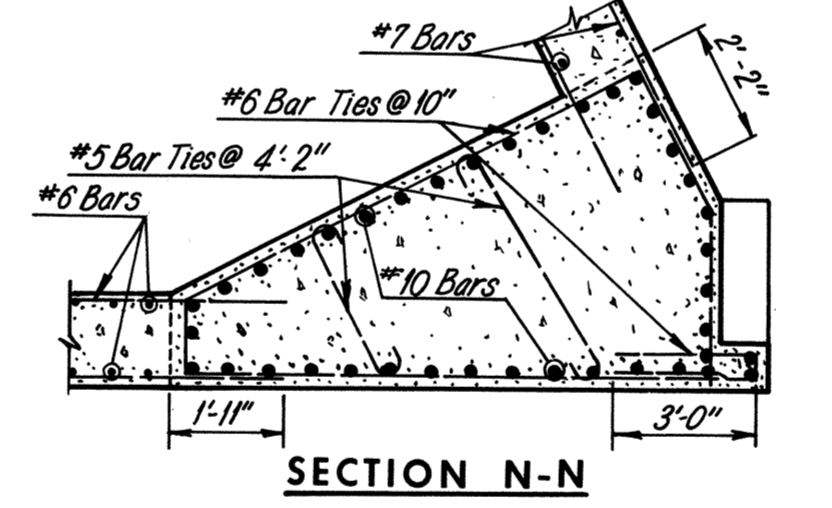 #7 Bars
2'-2"
#6 Bar Ties @ 10"
#5 Bar Ties @ 4'-2"
#6 Bars
#10 Bars
1'-11"
3'-0"
SECTION N-N